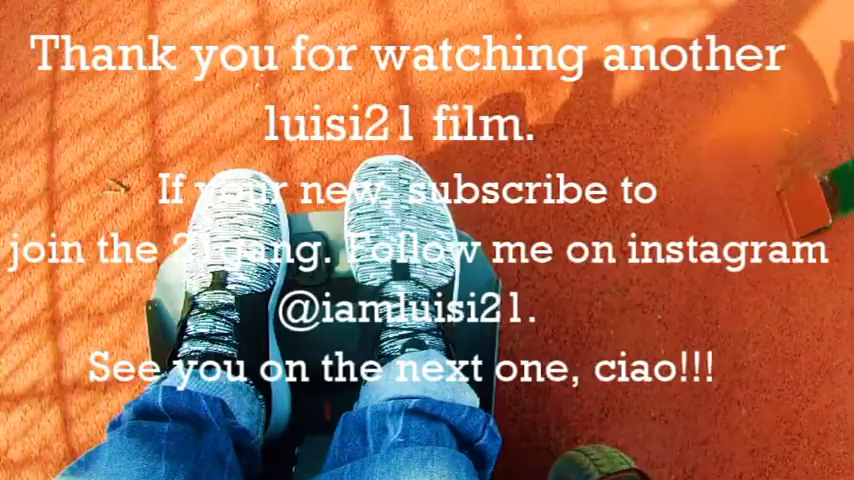 Thank you for watching another
luisi21 film.
If your new, subscribe to
join the 21gang. Follow me on instagram
@iamluisi21.
See you on the next one, ciao!!!